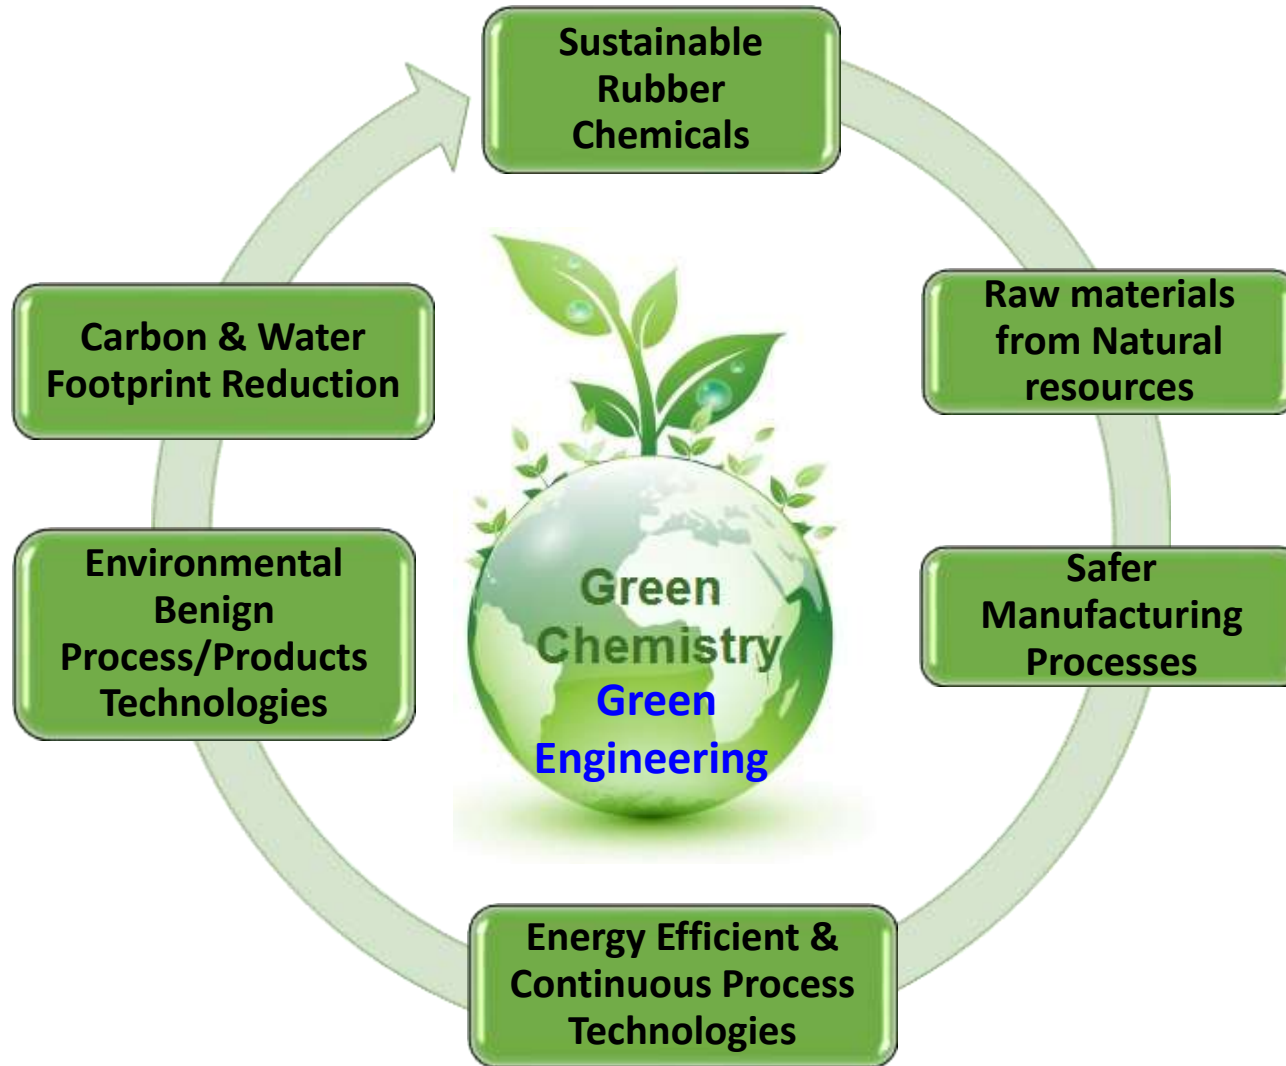 Sustainable
Rubber
Chemicals
Raw materials
from Natural
resources
Safer
Manufacturing
Processes
Energy Efficient &
Continuous Process
Technologies
Environmental
Benign
Process/Products
Technologies
Carbon & Water
Footprint Reduction
Green
Chemistry
Green
Engineering